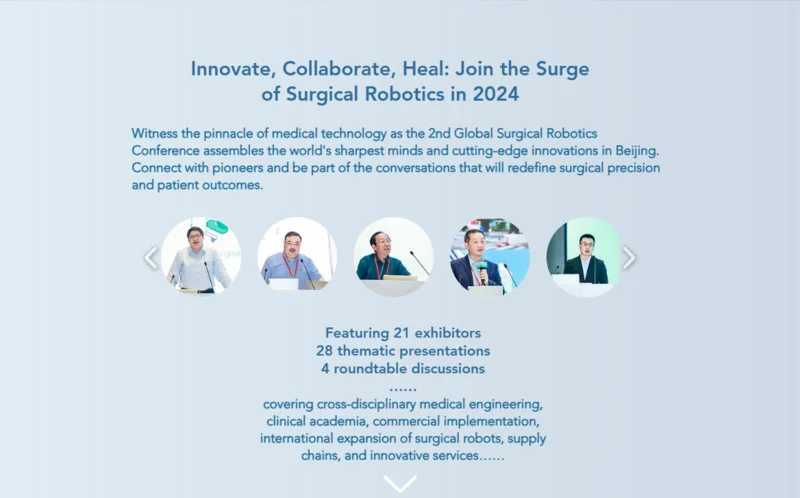 Innovate, Collaborate, Heal: Join the Surge
of Surgical Robotics in 2024
Witness the pinnacle of medical technology as the 2nd Global Surgical Robotics
Conference assembles the world's sharpest minds and cutting-edge innovations in Beijing.
Connect with pioneers and be part of the conversations that will redefine surgical precision
and patient outcomes.
Featuring 21 exhibitors
28 thematic presentations
4 roundtable discussions
......
covering cross-disciplinary medical engineering,
clinical academia, commercial implementation,
international expansion of surgical robots, supply
chains, and innovative services......